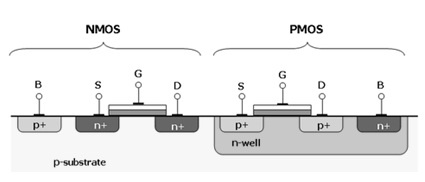 NMOS PMOS
B S G D S G D B
p+ n+ n+ p+ p+ n+
n-well
p-substrate